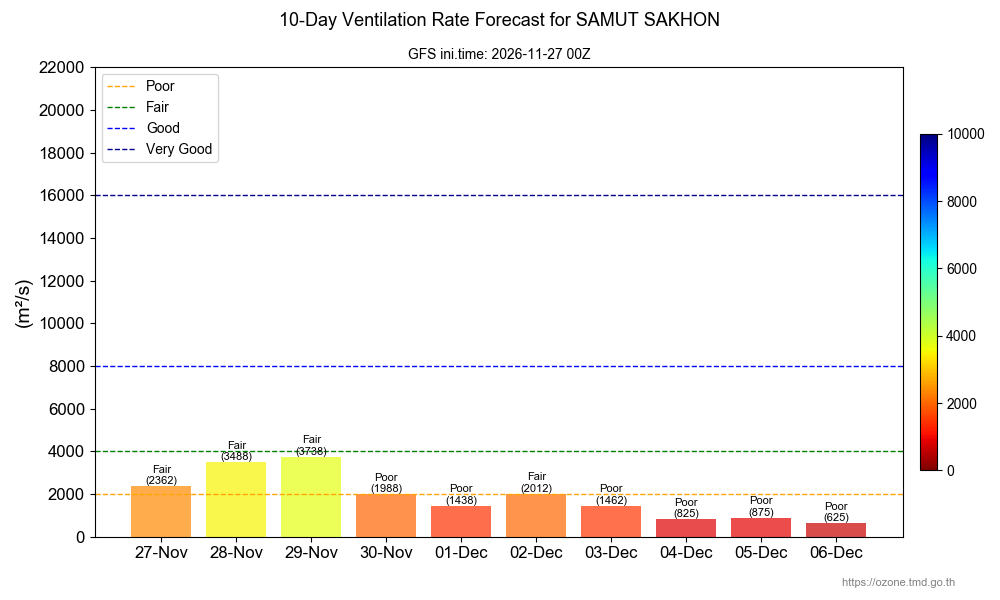 10-Day Ventilation Rate Forecast for SAMUT SAKHON
GFS ini.time: 2026-11-27 00Z
(m²/s)
22000
20000
18000
16000
14000
12000
10000
8000
6000
4000
2000
0
Poor
Fair
Good
Very Good
Fair
(2362)
Fair
(3488)
Fair
(3738)
Poor
(1988)
Poor
(1438)
Fair
(2012)
Poor
(1462)
Poor
(825)
Poor
(875)
Poor
(625)
27-Nov 28-Nov 29-Nov 30-Nov 01-Dec 02-Dec 03-Dec 04-Dec 05-Dec 06-Dec
10000
8000
6000
4000
2000
0
https://ozone.tmd.go.th